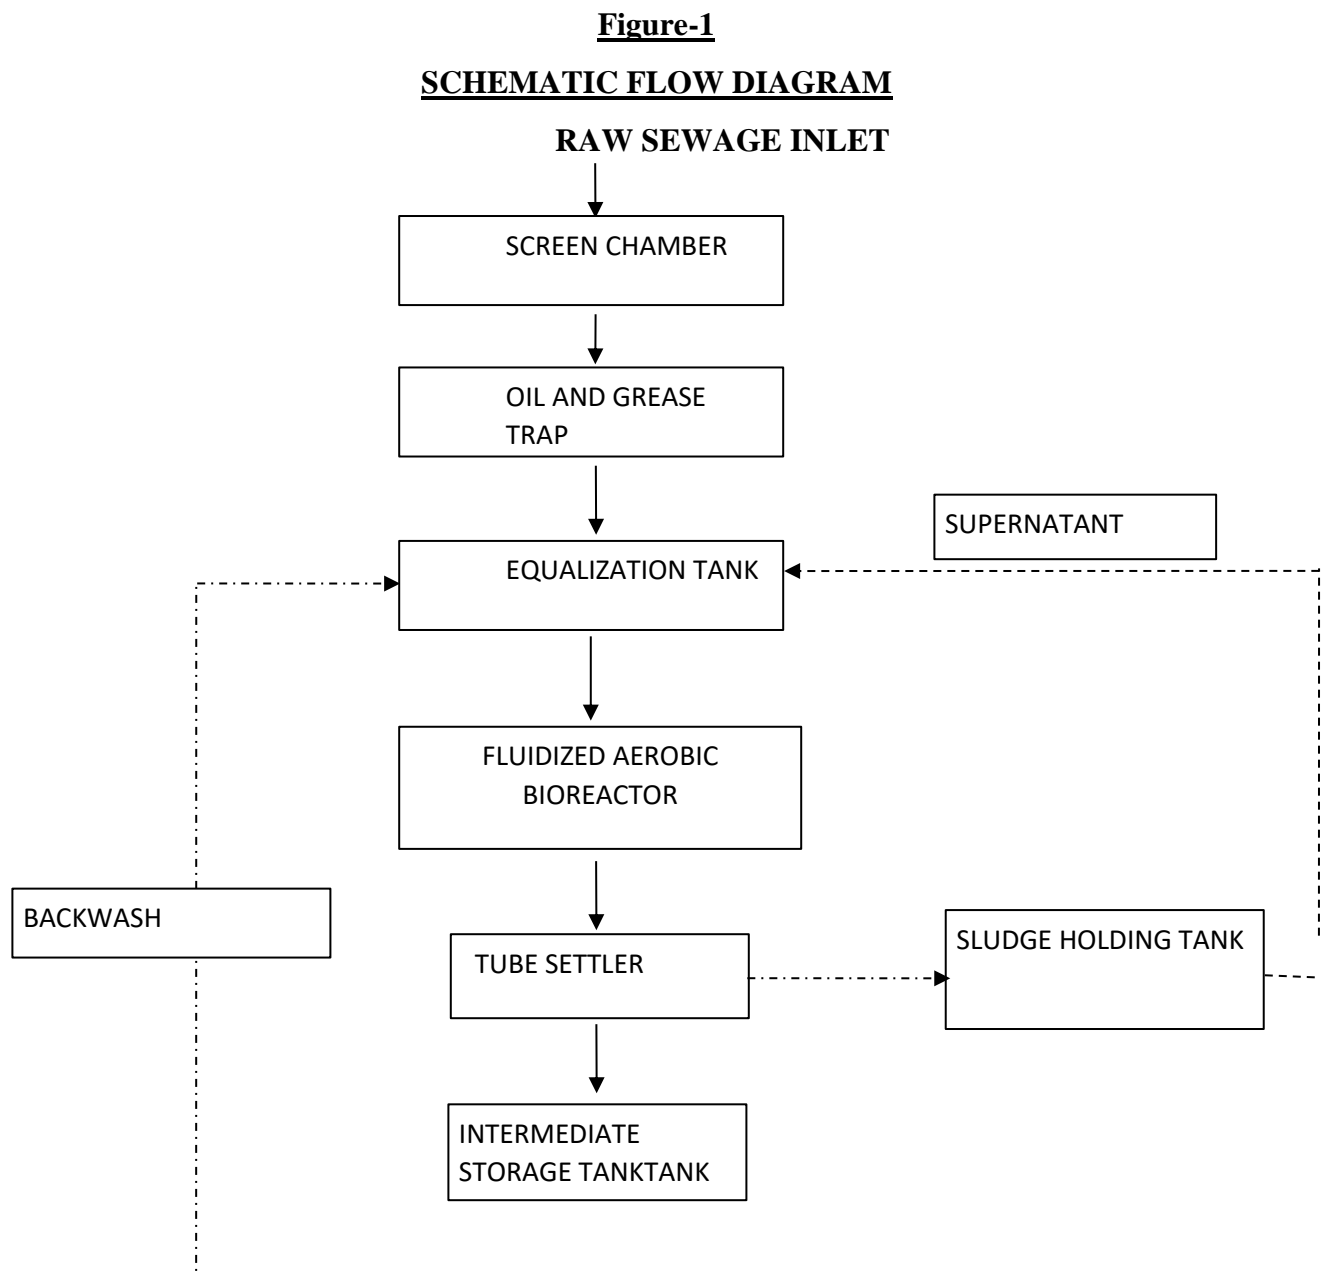 Figure-1
SCHEMATIC FLOW DIAGRAM
RAW SEWAGE INLET
SCREEN CHAMBER
OIL AND GREASE
TRAP
SUPERNATANT
EQUALIZATION TANK
FLUIDIZED AEROBIC
BIOREACTOR
BACKWASH
SLUDGE HOLDING TANK
TUBE SETTLER
INTERMEDIATE
STORAGE TANKTANK